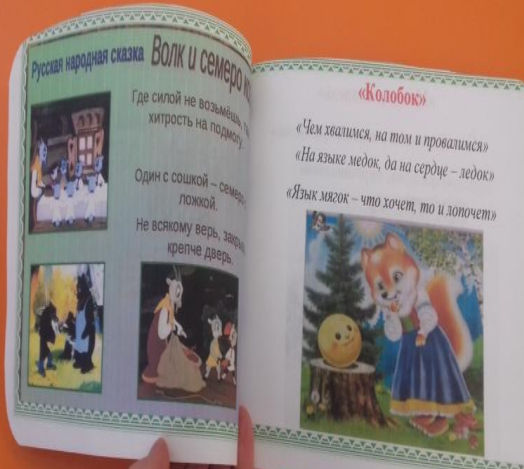 Русская народная сказка
Волк и семеро
Где силой не возьмёшь,
хитрость на подмогу.
Один с сошкой – семеро
ложкой.
Не всякому верь,
крепче дверь.
«Колобок»
«Чем хвалимся, на том и провалимся»
«На языке медок, да на сердце – ледок»
«Язык мягок – что хочет, то и лопочет»